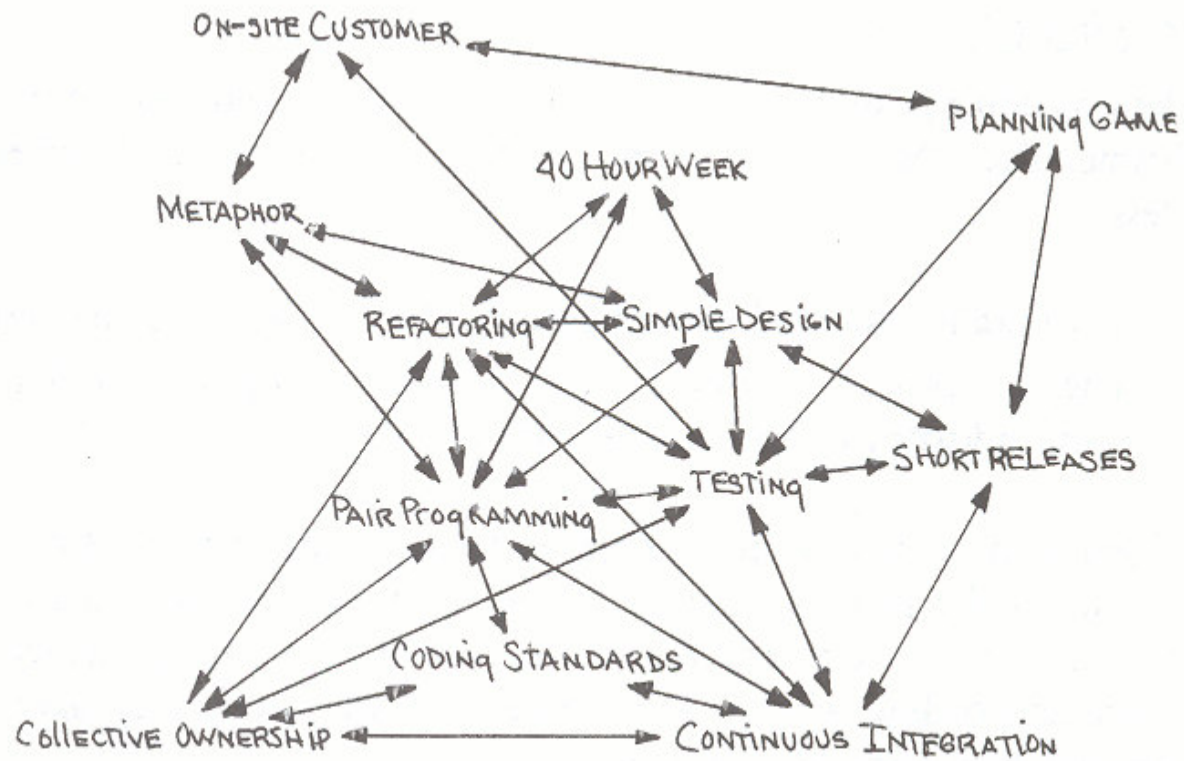 ON-SITE CUSTOMER
PLANNING GAME
40 HOUR WEEK
METAPHOR
REFACTORING
SIMPLE DESIGN
SHORT RELEASES
TESTING
PAIR PROGRAMMING
CODING STANDARDS
COLLECTIVE OWNERSHIP
CONTINUOUS INTEGRATION